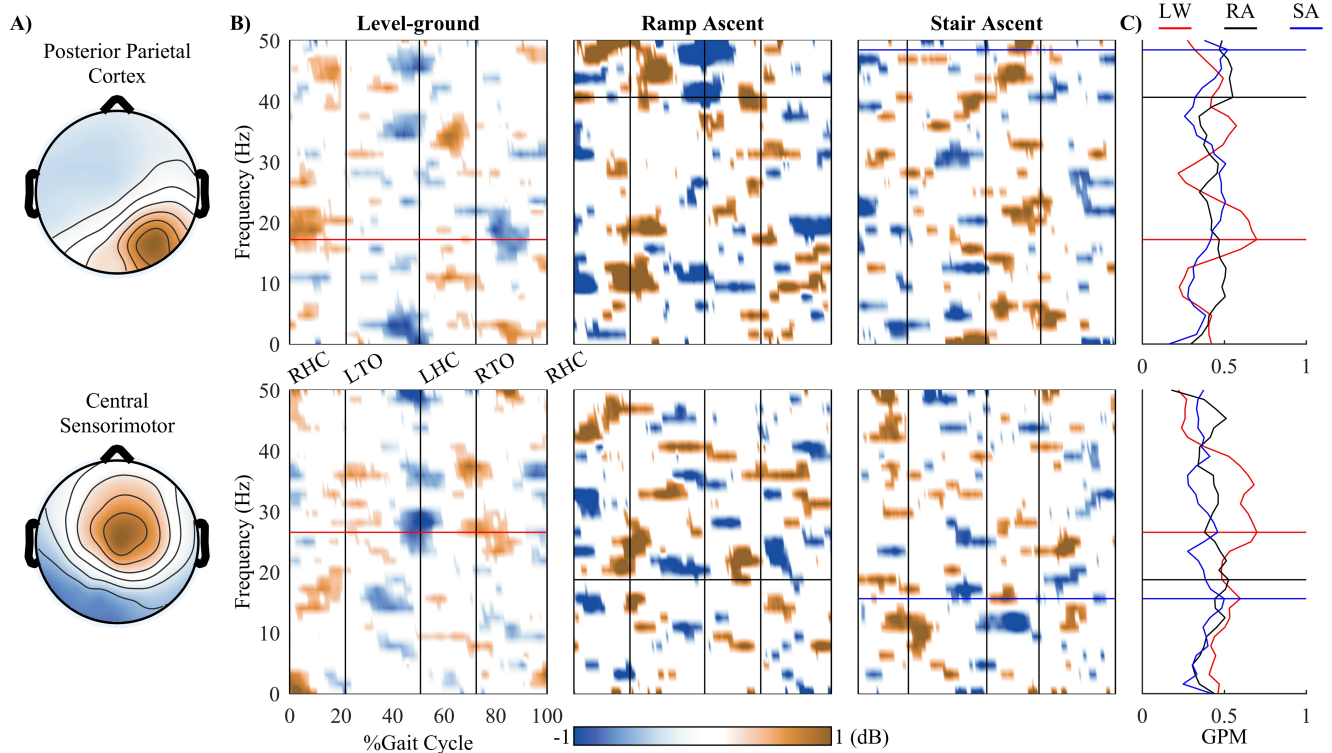 A)
B)
C)
LW RA SA
Level-ground
Ramp Ascent
Stair Ascent
Posterior Parietal
Cortex
Frequency (Hz)
50
40
30
20
10
0
RHC LTO LHC RTO RHC
0 0.5 1
Central
Sensorimotor
Frequency (Hz)
50
40
30
20
10
0
0 20 40 60 80 100
%Gait Cycle
-1 1 (dB)
0 0.5 1
GPM